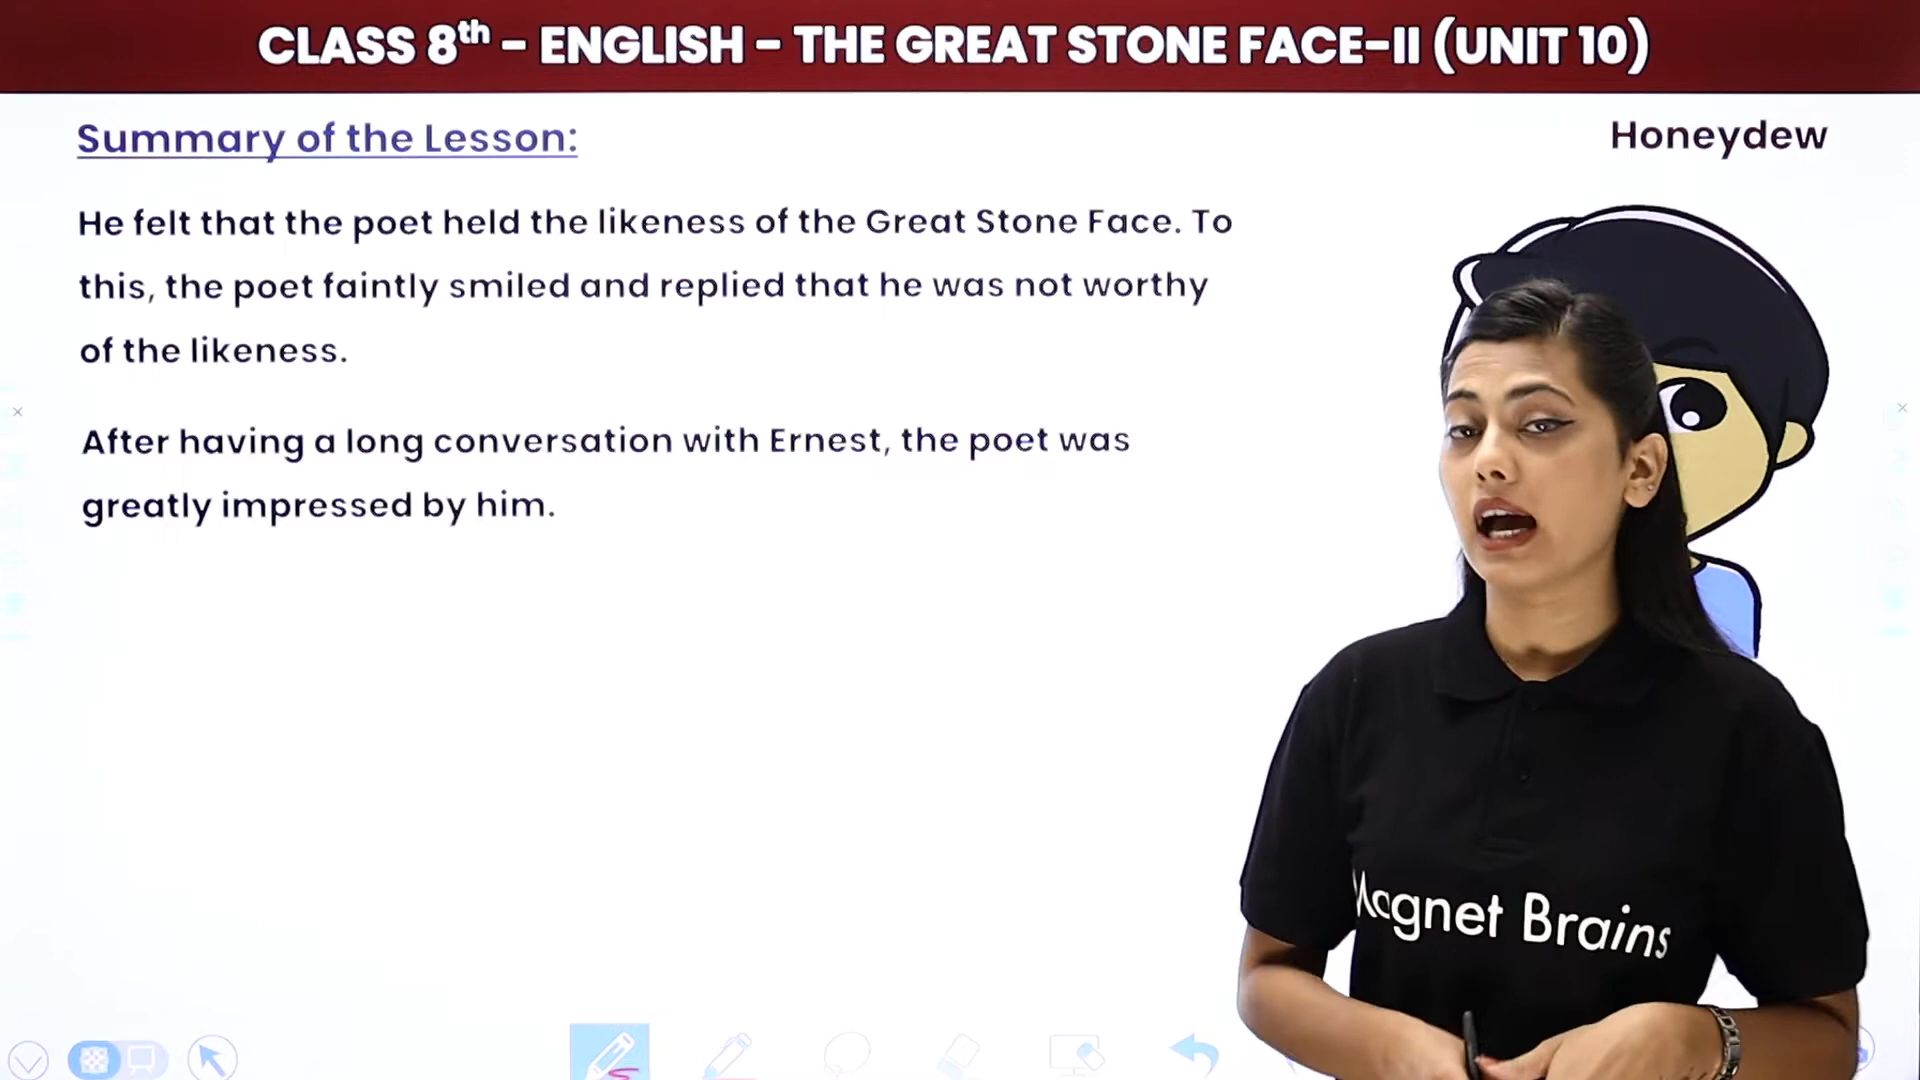 CLASS 8th – ENGLISH – THE GREAT STONE FACE–II (UNIT 10)
Summary of the Lesson:
Honeydew
He felt that the poet held the likeness of the Great Stone Face. To
this, the poet faintly smiled and replied that he was not worthy
of the likeness.
After having a long conversation with Ernest, the poet was
greatly impressed by him.
Magnet Brains